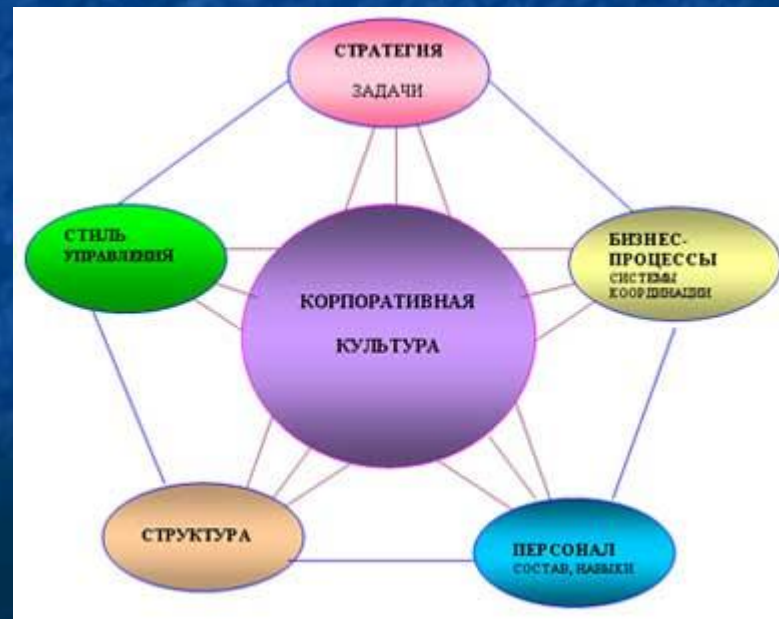 СТРАТЕГИЯ
ЗАДАЧИ
СТИЛЬ
УПРАВЛЕНИЯ
БИЗНЕС-
ПРОЦЕССЫ
СИСТЕМЫ
КООРДИНАЦИИ
КОРПОРАТИВНАЯ
КУЛЬТУРА
СТРУКТУРА
ПЕРСОНАЛ
СОСТАВ, НАВЫКИ